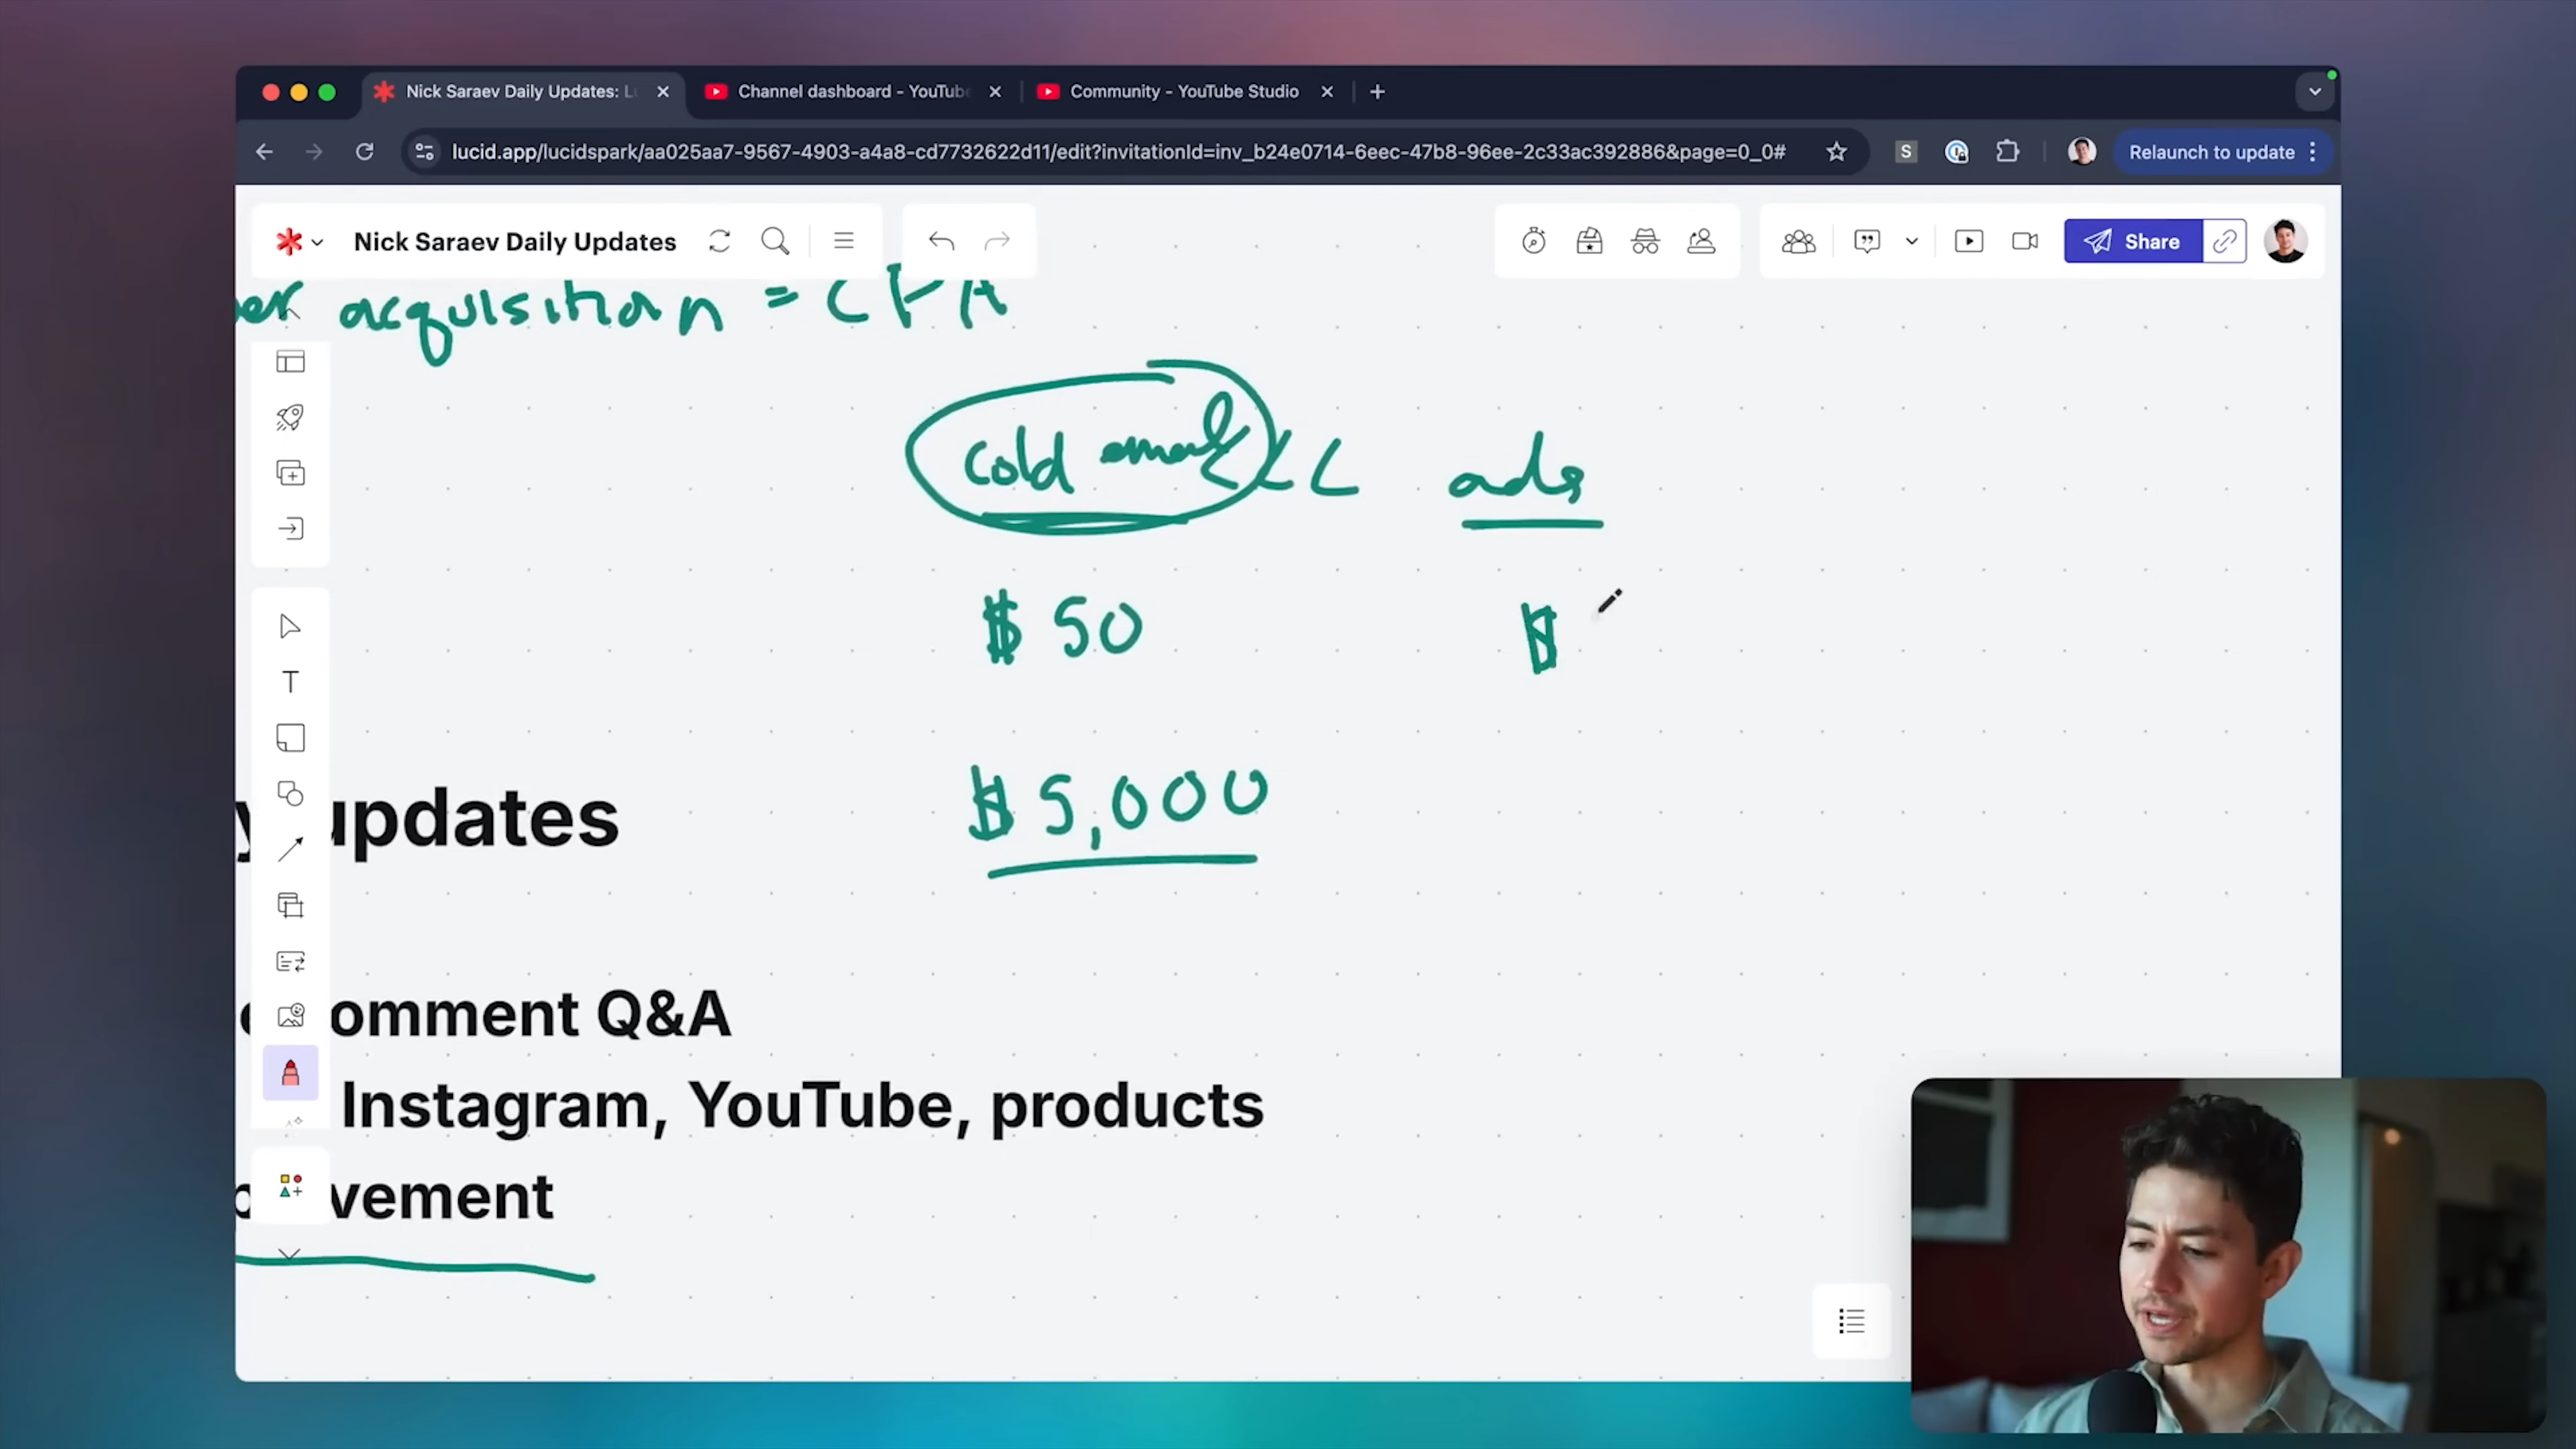 Nick Saraev Daily Updates: L
Channel dashboard - YouTube
Community - YouTube Studio
lucid.app/lucidspark/aa025aa7-9567-4903-a4a8-cd7732622d11/edit?invitationId=inv_b24e0714-6eec-47b8-96ee-2c33ac392886&page=0_0#
S
Relaunch to update
Nick Saraev Daily Updates
Share
acquisition = CPA
cold email <<< ads
$ 50 $
T
$5,000
y updates
omment Q&A
Instagram, YouTube, products
vement